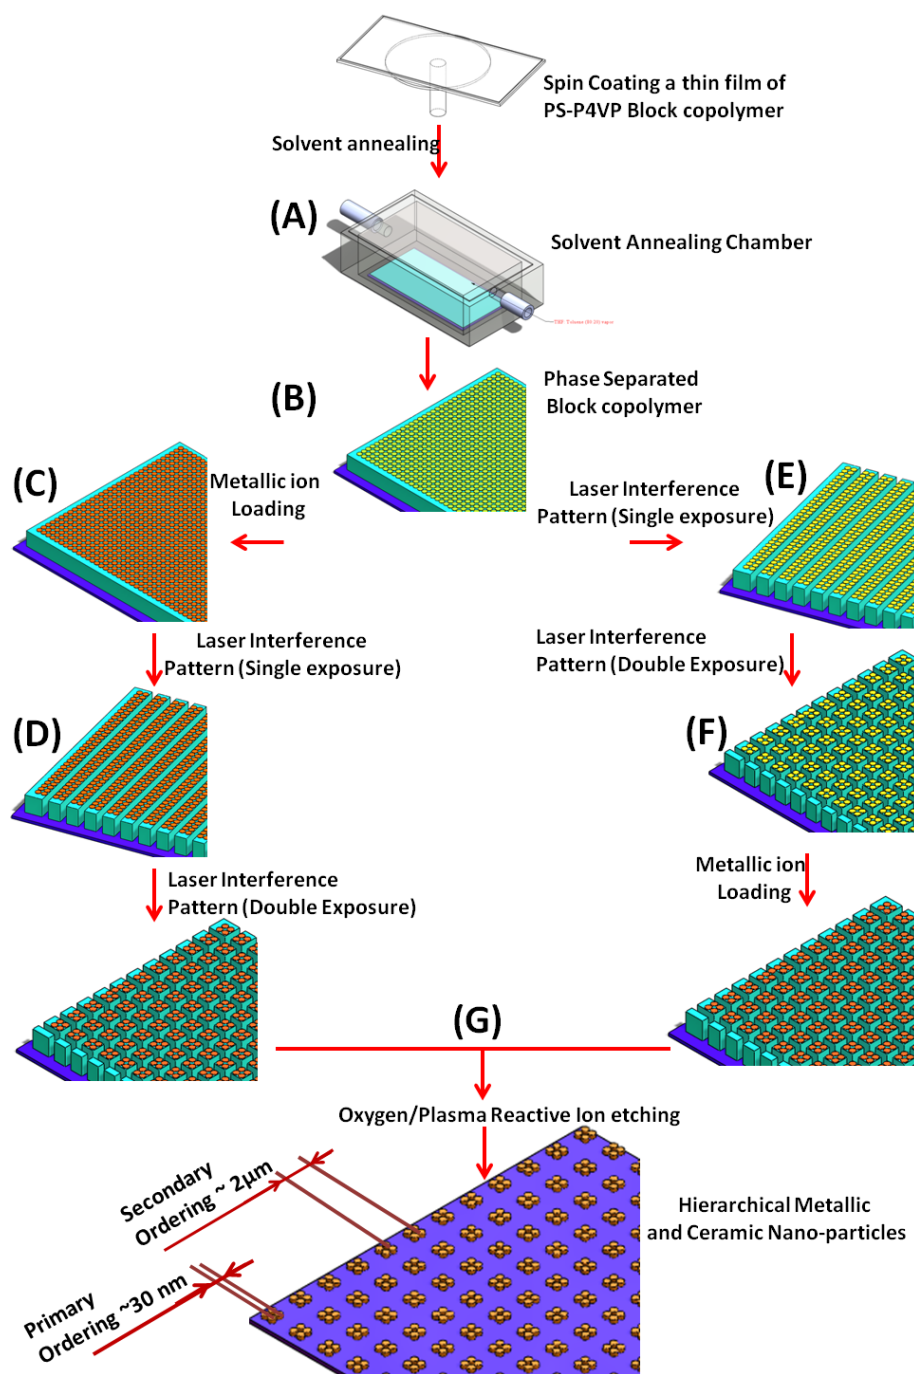 Spin Coating a thin film of
PS-P4VP Block copolymer
Solvent annealing
(A)
Solvent Annealing Chamber
(B)
Phase Separated
Block copolymer
(C)
Metallic ion
Loading
Laser Interference
Pattern (Single exposure)
(E)
Laser Interference
Pattern (Single exposure)
Laser Interference
Pattern (Double Exposure)
(D)
(F)
Laser Interference
Pattern (Double Exposure)
Metallic ion
Loading
(G)
Oxygen/Plasma Reactive Ion etching
Secondary
Ordering ~ 2µm
Primary
Ordering ~30 nm
Hierarchical Metallic
and Ceramic Nano-particles